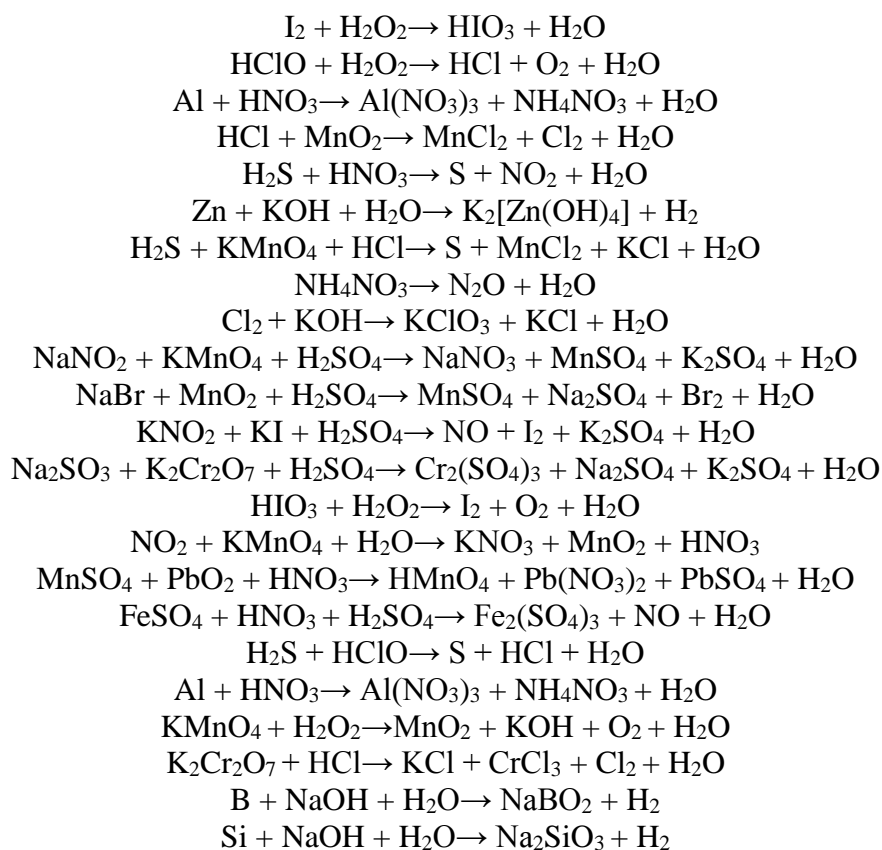 I₂ + H₂O₂→ HIO₃ + H₂O
HClO + H₂O₂→ HCl + O₂ + H₂O
Al + HNO₃→ Al(NO₃)₃ + NH₄NO₃ + H₂O
HCl + MnO₂→ MnCl₂ + Cl₂ + H₂O
H₂S + HNO₃→ S + NO₂ + H₂O
Zn + KOH + H₂O→ K₂[Zn(OH)₄] + H₂
H₂S + KMnO₄ + HCl→ S + MnCl₂ + KCl + H₂O
NH₄NO₃→ N₂O + H₂O
Cl₂ + KOH→ KClO₃ + KCl + H₂O
NaNO₂ + KMnO₄ + H₂SO₄→ NaNO₃ + MnSO₄ + K₂SO₄ + H₂O
NaBr + MnO₂ + H₂SO₄→ MnSO₄ + Na₂SO₄ + Br₂ + H₂O
KNO₂ + KI + H₂SO₄→ NO + I₂ + K₂SO₄ + H₂O
Na₂SO₃ + K₂Cr₂O₇ + H₂SO₄→ Cr₂(SO₄)₃ + Na₂SO₄ + K₂SO₄ + H₂O
HIO₃ + H₂O₂→ I₂ + O₂ + H₂O
NO₂ + KMnO₄ + H₂O→ KNO₃ + MnO₂ + HNO₃
MnSO₄ + PbO₂ + HNO₃→ HMnO₄ + Pb(NO₃)₂ + PbSO₄ + H₂O
FeSO₄ + HNO₃ + H₂SO₄→ Fe₂(SO₄)₃ + NO + H₂O
H₂S + HClO→ S + HCl + H₂O
Al + HNO₃→ Al(NO₃)₃ + NH₄NO₃ + H₂O
KMnO₄ + H₂O₂→MnO₂ + KOH + O₂ + H₂O
K₂Cr₂O₇ + HCl→ KCl + CrCl₃ + Cl₂ + H₂O
B + NaOH + H₂O→ NaBO₂ + H₂
Si + NaOH + H₂O→ Na₂SiO₃ + H₂